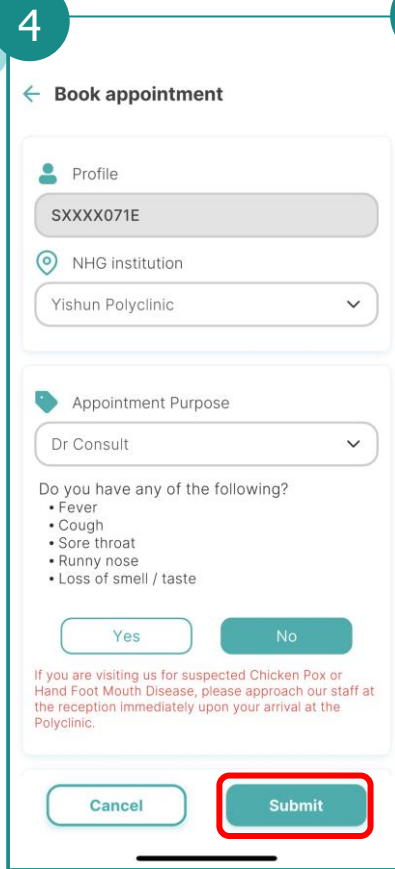 4
Book appointment
Profile
SXXXX071E
NHG institution
Yishun Polyclinic
Appointment Purpose
Dr Consult
Do you have any of the following?
• Fever
• Cough
• Sore throat
• Runny nose
• Loss of smell / taste
Yes
No
If you are visiting us for suspected Chicken Pox or
Hand Foot Mouth Disease, please approach our staff at
the reception immediately upon your arrival at the
Polyclinic.
Cancel
Submit